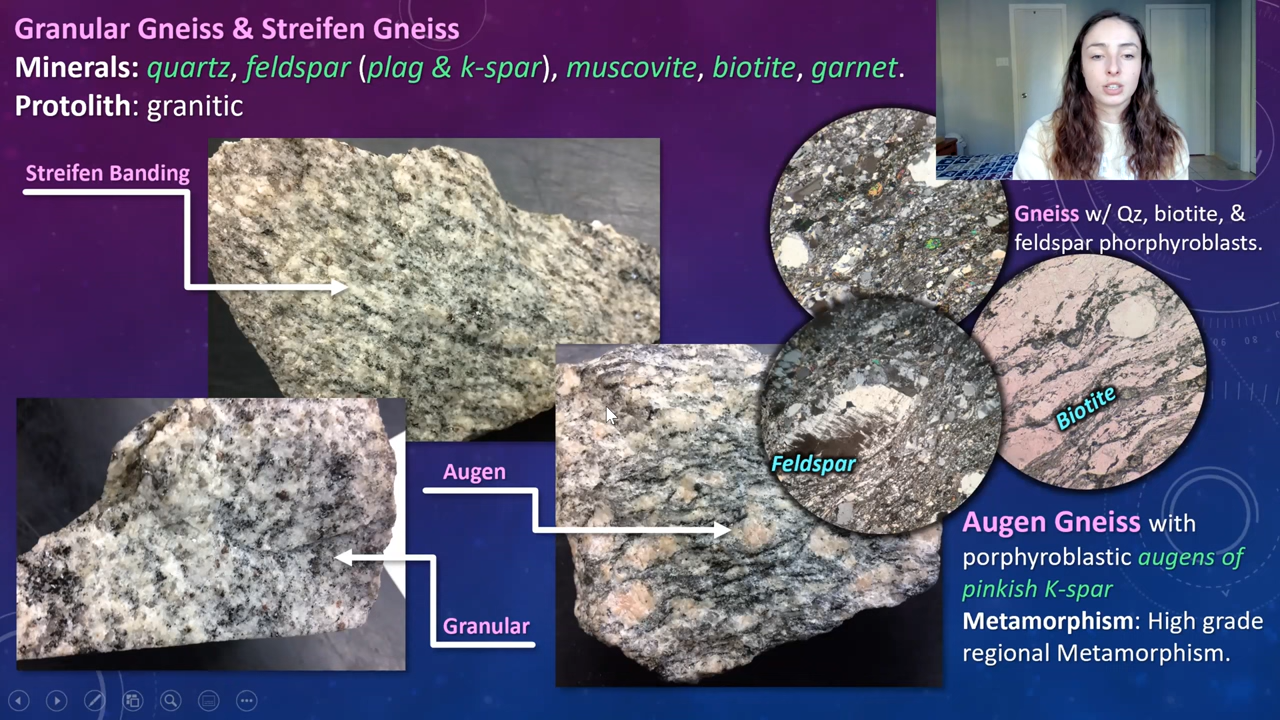 Granular Gneiss & Streifen Gneiss
Minerals: quartz, feldspar (plag & k-spar), muscovite, biotite, garnet.
Protolith: granitic
Streifen Banding
Gneiss w/ Qz, biotite, &
feldspar phorphyroblasts.
Biotite
Feldspar
Augen
Granular
Augen Gneiss with
porphyroblastic augens of
pinkish K-spar
Metamorphism: High grade
regional Metamorphism.